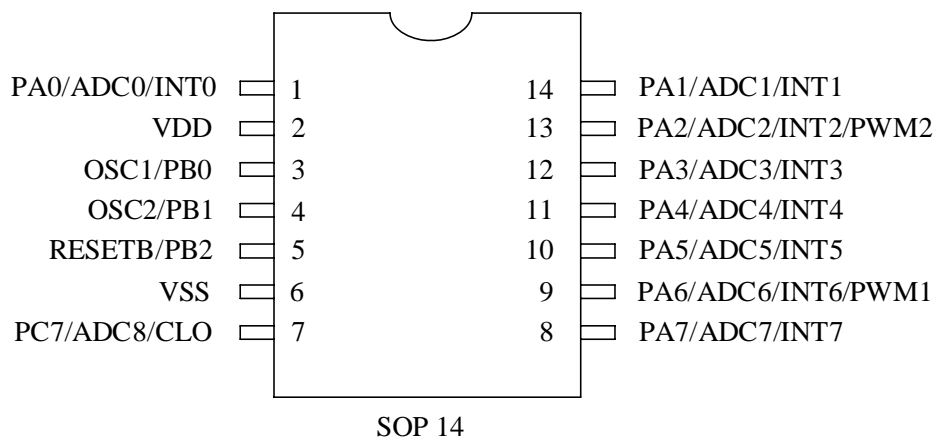 PA0/ADC0/INT0 1 14 PA1/ADC1/INT1
VDD 2 13 PA2/ADC2/INT2/PWM2
OSC1/PB0 3 12 PA3/ADC3/INT3
OSC2/PB1 4 11 PA4/ADC4/INT4
RESETB/PB2 5 10 PA5/ADC5/INT5
VSS 6 9 PA6/ADC6/INT6/PWM1
PC7/ADC8/CLO 7 8 PA7/ADC7/INT7
SOP 14